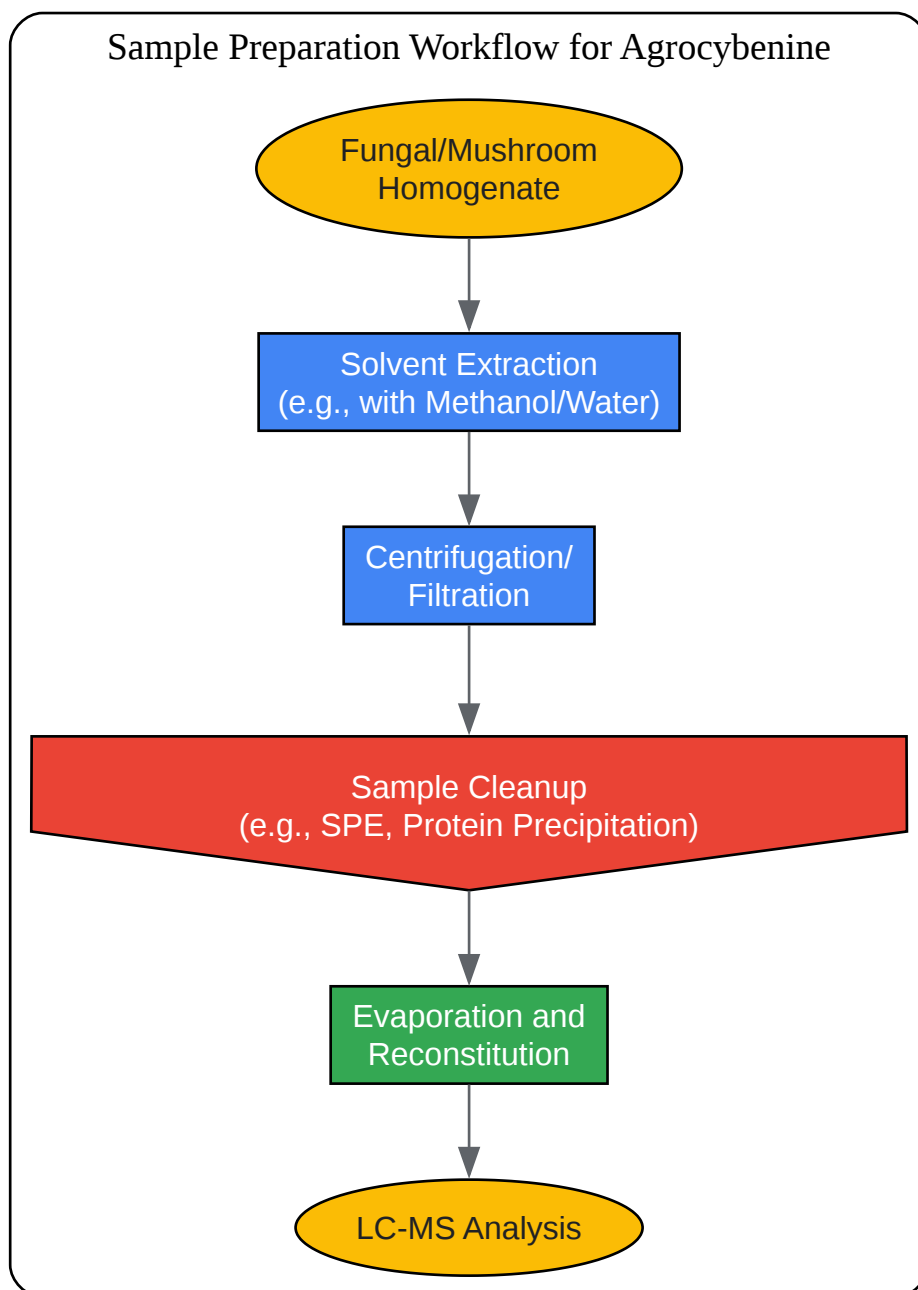 Sample Preparation Workflow for Agrocybenine
Fungal/Mushroom
Homogenate
Solvent Extraction
(e.g., with Methanol/Water)
Centrifugation/
Filtration
Sample Cleanup
(e.g., SPE, Protein Precipitation)
Evaporation and
Reconstitution
LC-MS Analysis